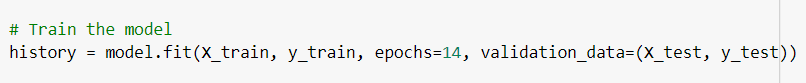 # Train the model
history = model.fit(X_train, y_train, epochs=14, validation_data=(X_test, y_test))